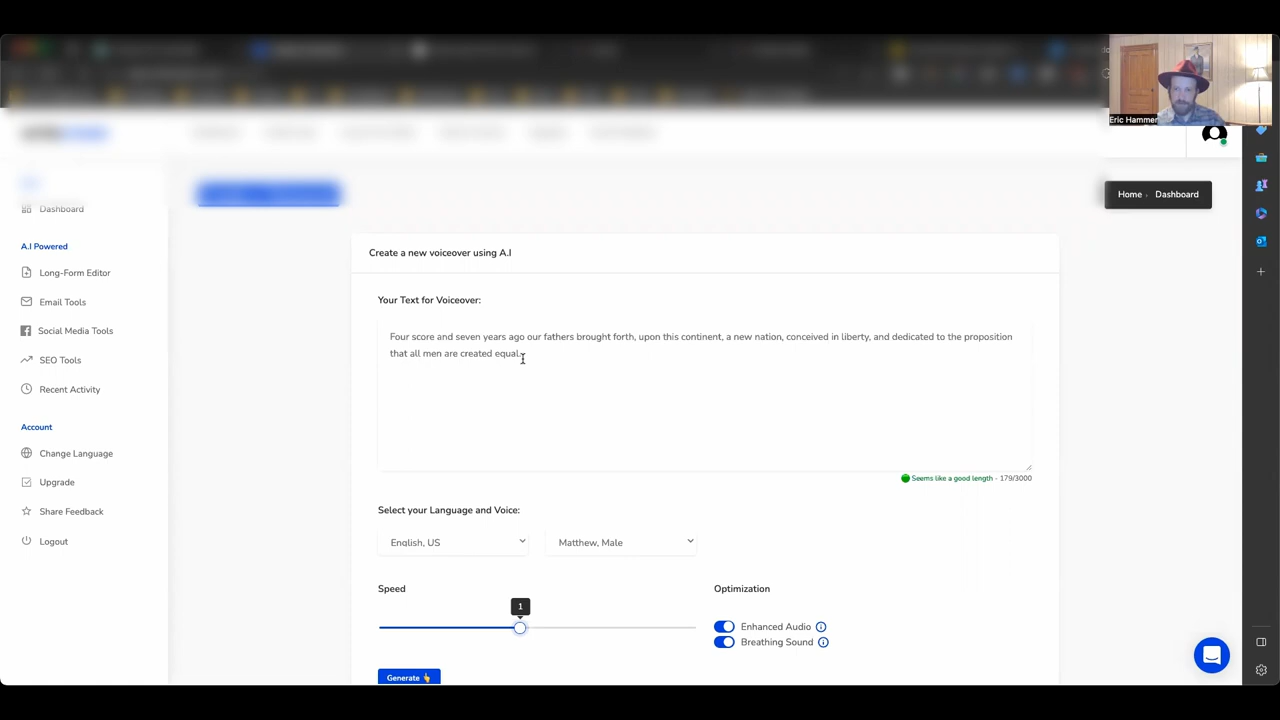 Eric Hammer
Home › Dashboard
Dashboard
A.I Powered
Long-Form Editor
Email Tools
Social Media Tools
SEO Tools
Recent Activity
Account
Change Language
Upgrade
Share Feedback
Logout
Create a new voiceover using A.I
Your Text for Voiceover:
Four score and seven years ago our fathers brought forth, upon this continent, a new nation, conceived in liberty, and dedicated to the proposition
that all men are created equal.
Seems like a good length - 179/3000
Select your Language and Voice:
English, US
Matthew, Male
Speed
1
Optimization
Enhanced Audio
Breathing Sound
Generate 👆